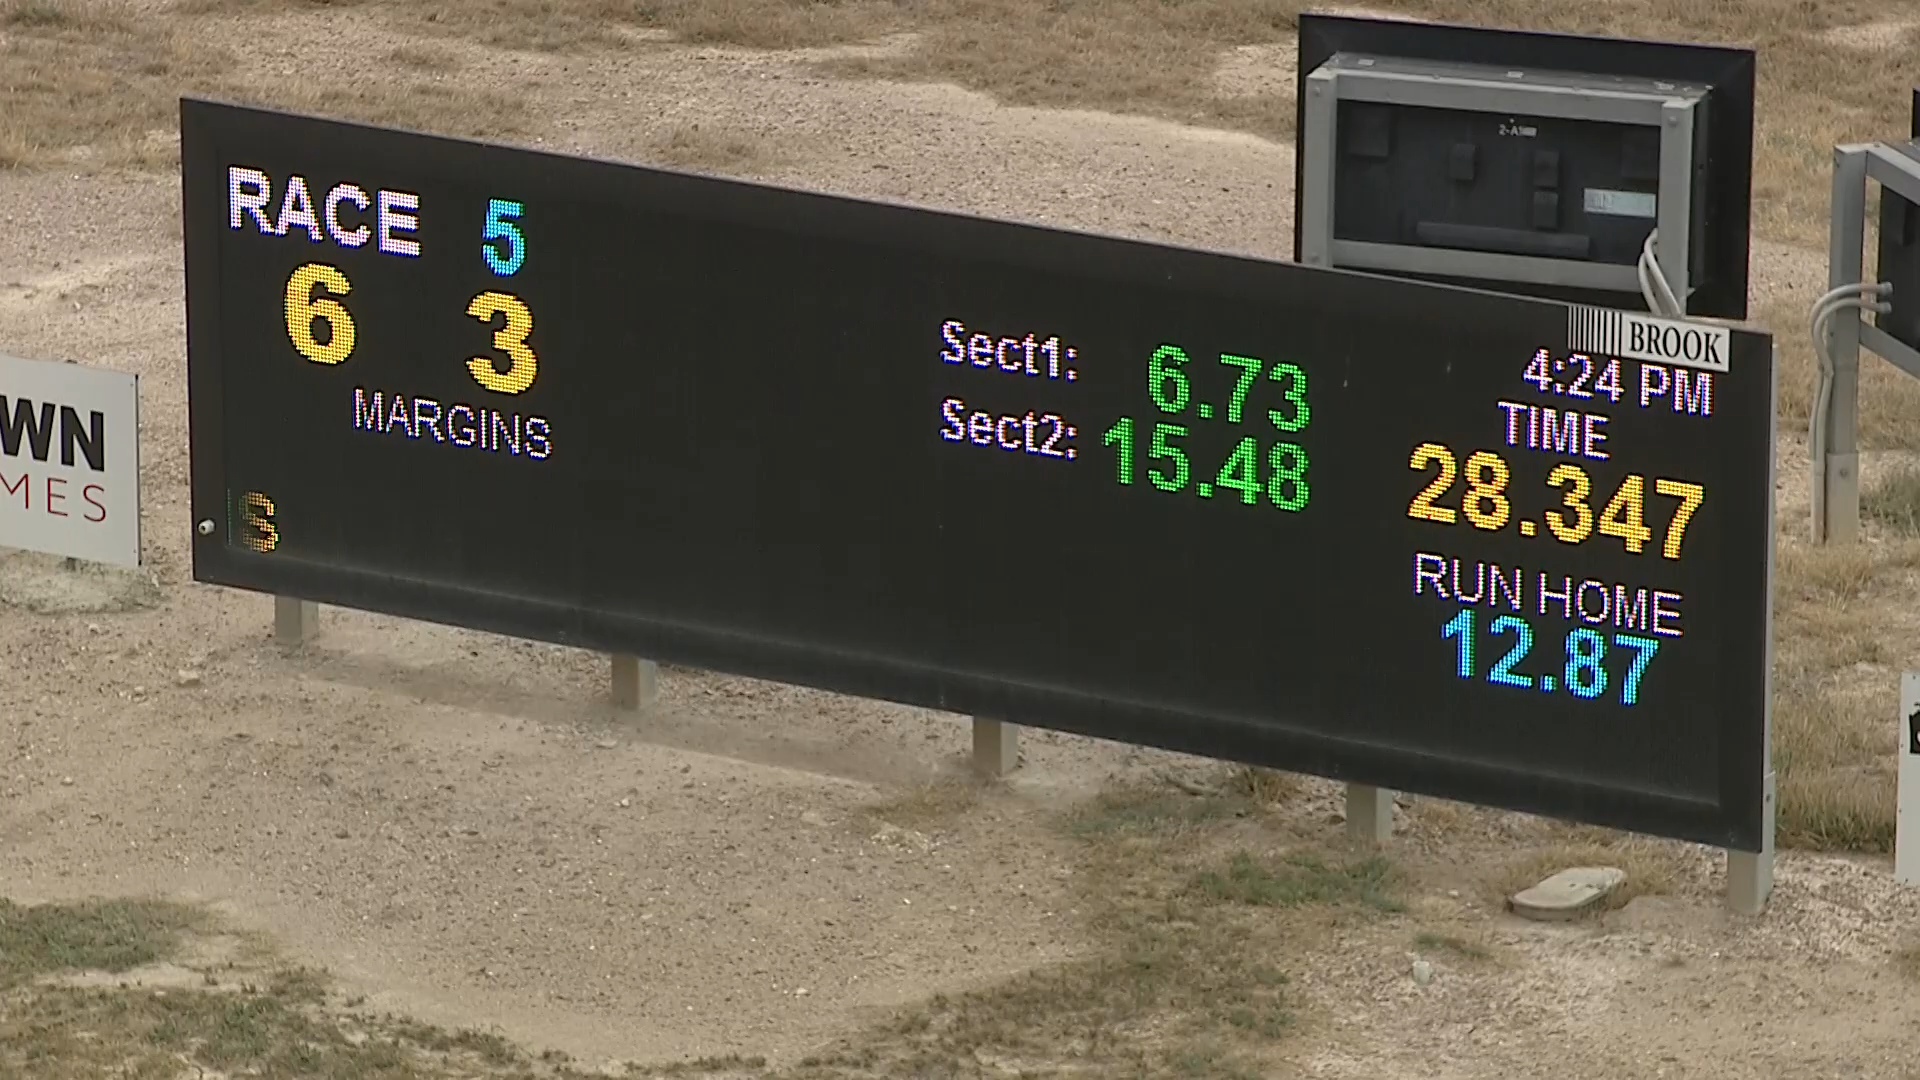 RACE 5
6 3
MARGINS
Sect1: 6.73
Sect2: 15.48
BROOK
4:24 PM
TIME
28.347
RUN HOME
12.87
WN
MES